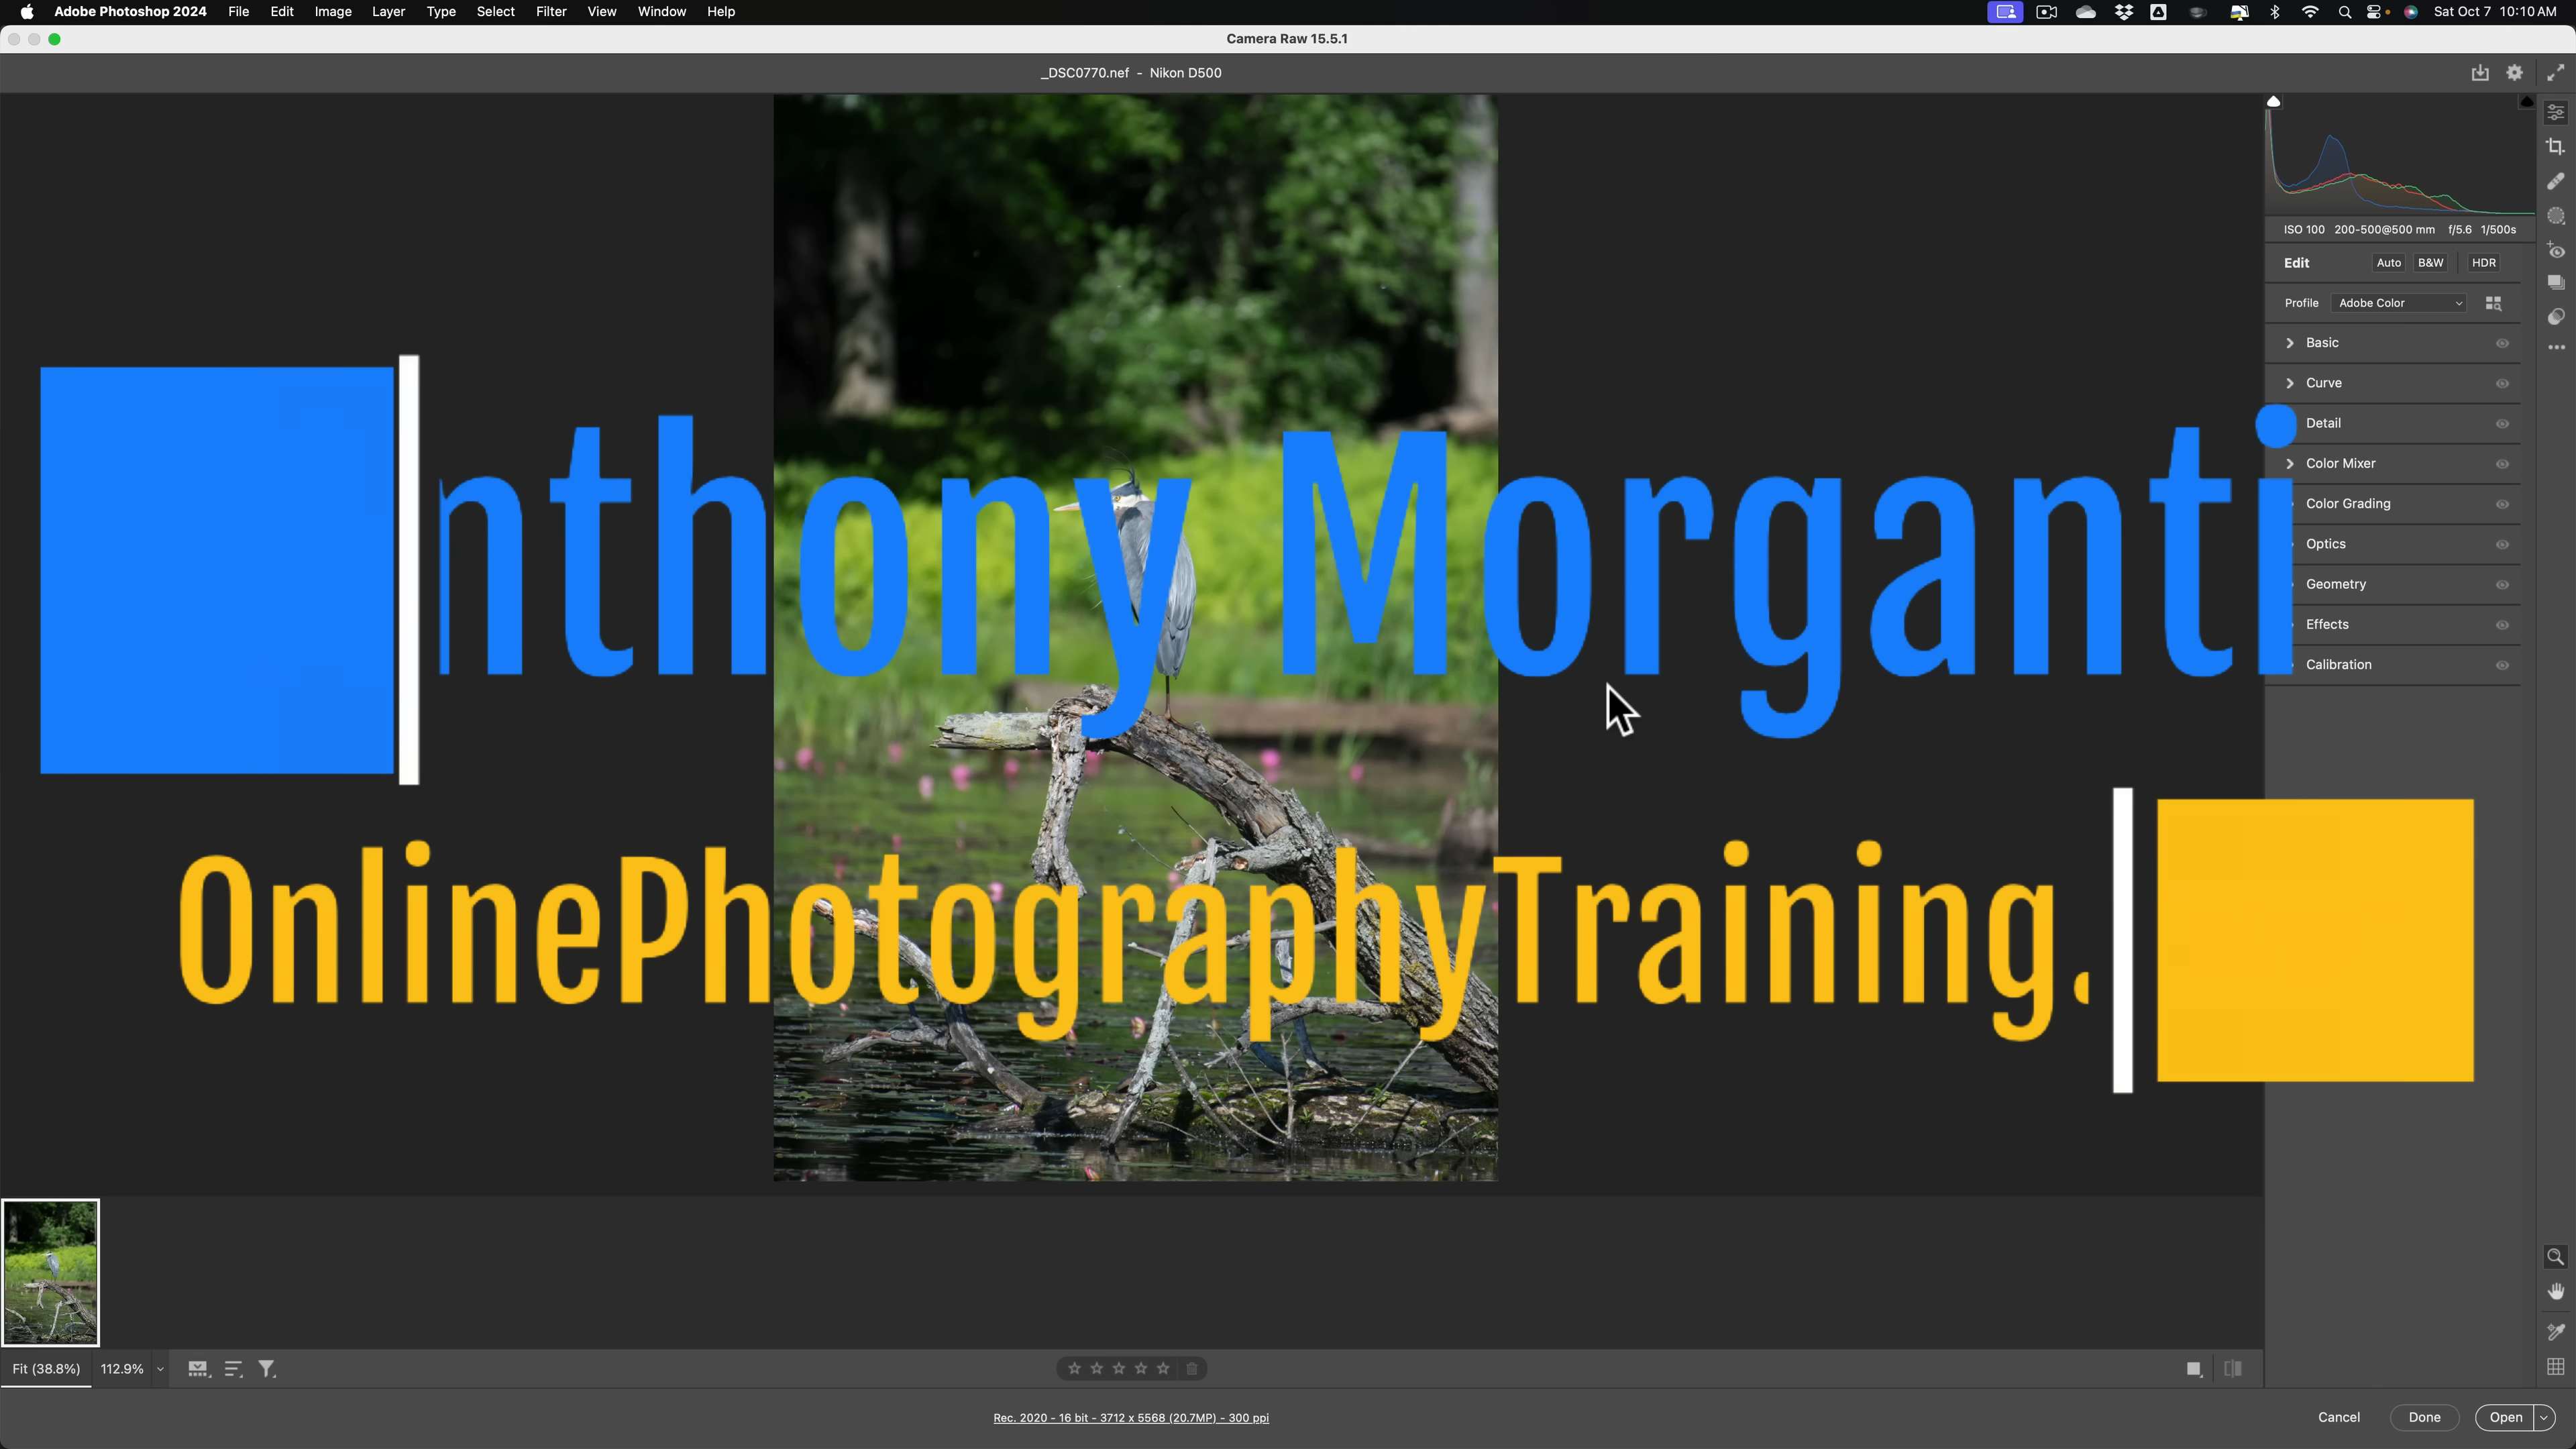 Adobe Photoshop 2024 File Edit Image Layer Type Select Filter View Window Help Sat Oct 7 10:10 AM
Camera Raw 15.5.1
_DSC0770.nef - Nikon D500
ISO 100 200-500@500 mm f/5.6 1/500s
Edit Auto B&W HDR
Profile Adobe Color
Basic
Curve
Detail
Color Mixer
Color Grading
Optics
Geometry
Effects
Calibration
nthony Morganti
OnlinePhotographyTraining.
Fit (38.8%) 112.9%
Rec. 2020 - 16 bit - 3712 x 5568 (20.7MP) - 300 ppi
Cancel Done Open